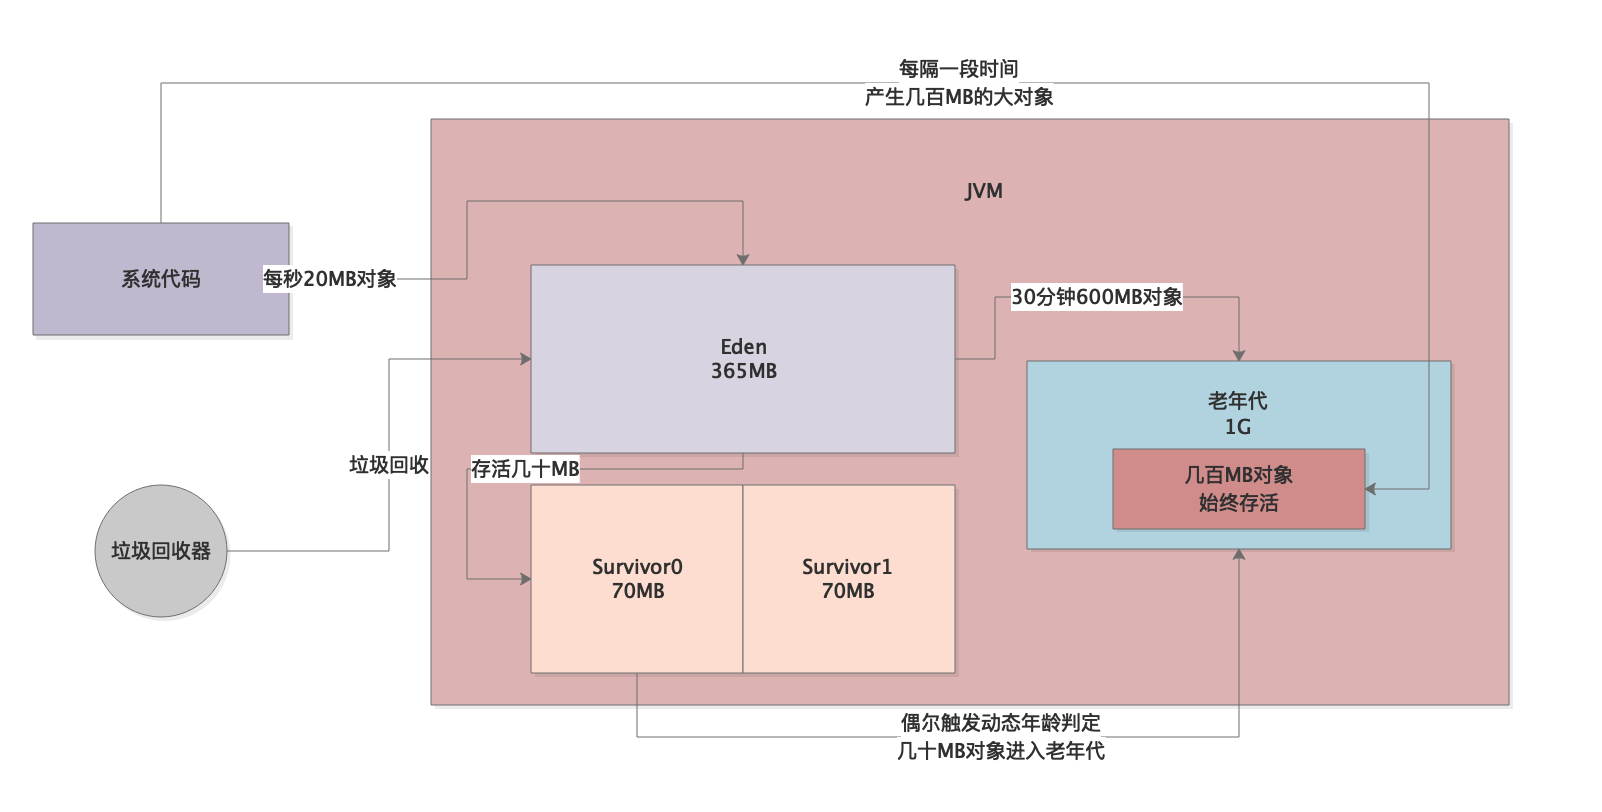 每隔一段时间
产生几百MB的大对象
JVM
系统代码
每秒20MB对象
30分钟600MB对象
Eden
365MB
老年代
1G
几百MB对象
始终存活
垃圾回收
存活几十MB
垃圾回收器
Survivor0
70MB
Survivor1
70MB
偶尔触发动态年龄判定
几十MB对象进入老年代